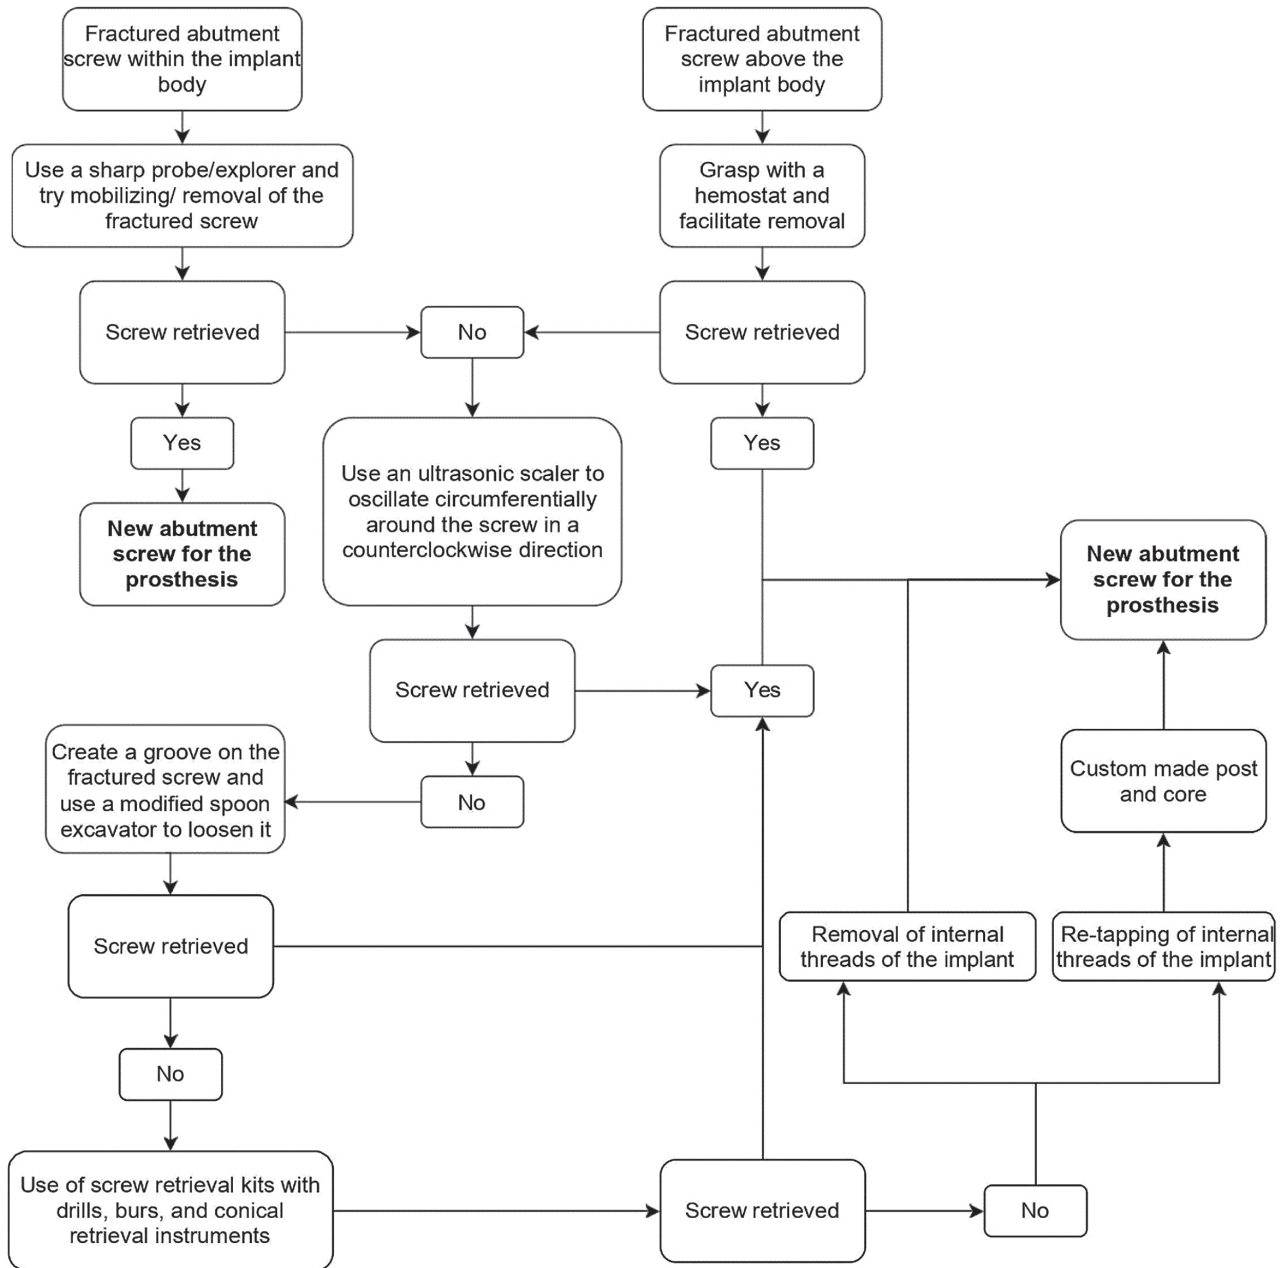 Fractured abutment
screw within the implant
body
Fractured abutment
screw above the
implant body
Use a sharp probe/explorer and
try mobilizing/ removal of the
fractured screw
Grasp with a
hemostat and
facilitate removal
Screw retrieved
No
Screw retrieved
Yes
Yes
Use an ultrasonic scaler to
oscillate circumferentially
around the screw in a
counterclockwise direction
New abutment
screw for the
prosthesis
New abutment
screw for the
prosthesis
Screw retrieved
Yes
Create a groove on the
fractured screw and
use a modified spoon
excavator to loosen it
No
Custom made post
and core
Screw retrieved
Removal of internal
threads of the implant
Re-tapping of internal
threads of the implant
No
Use of screw retrieval kits with
drills, burs, and conical
retrieval instruments
Screw retrieved
No